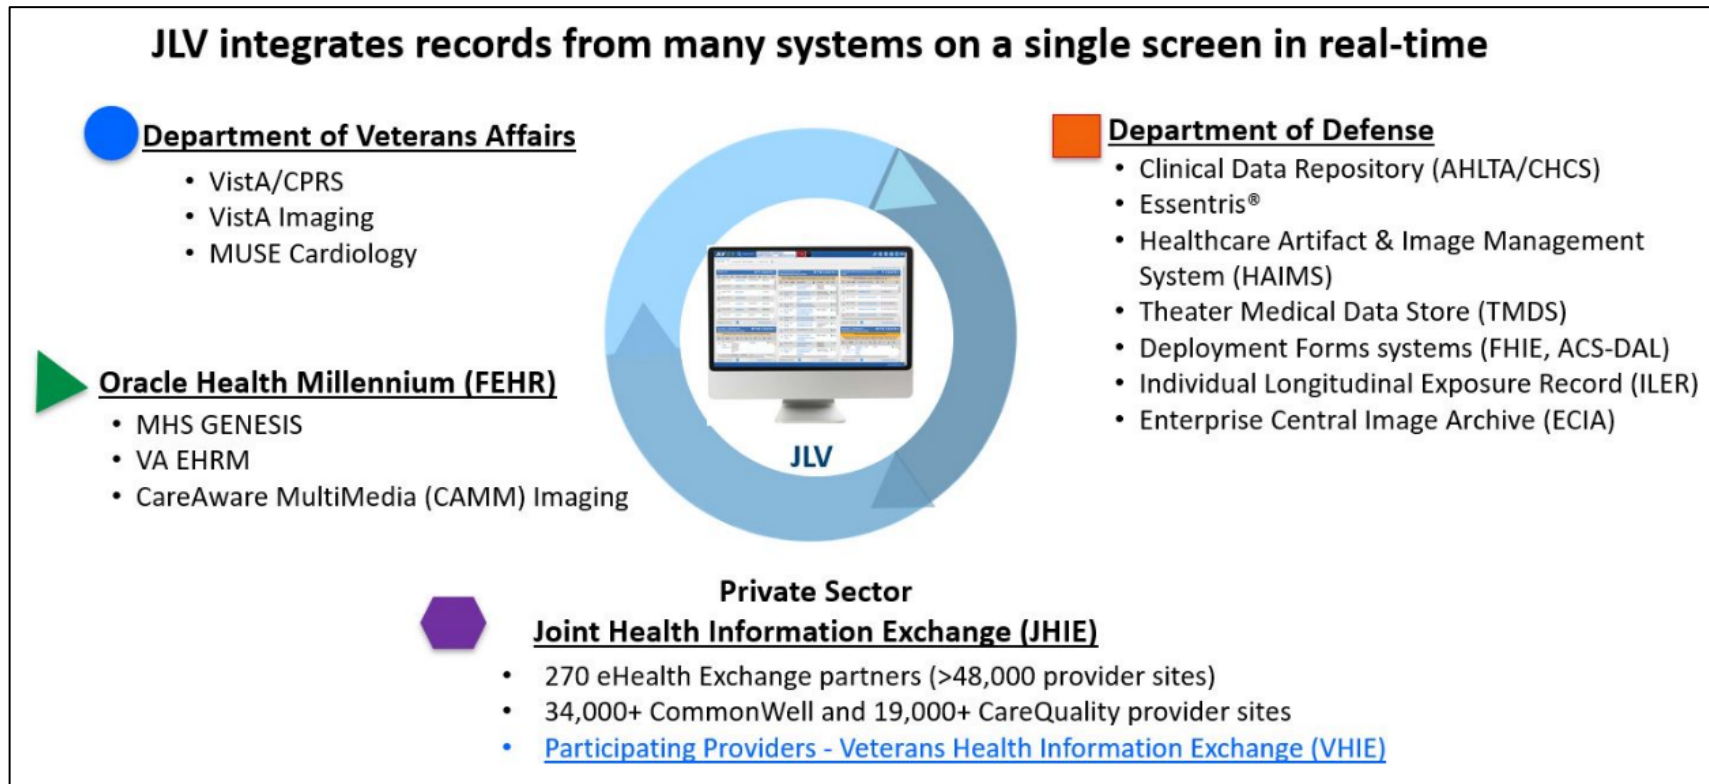 JLV integrates records from many systems on a single screen in real-time
Department of Veterans Affairs
• VistA/CPRS
• VistA Imaging
• MUSE Cardiology
Oracle Health Millennium (FEHR)
• MHS GENESIS
• VA EHRM
• CareAware MultiMedia (CAMM) Imaging
JLV
Department of Defense
• Clinical Data Repository (AHLTA/CHCS)
• Essentris®
• Healthcare Artifact & Image Management
System (HAIMS)
• Theater Medical Data Store (TMDS)
• Deployment Forms systems (FHIE, ACS-DAL)
• Individual Longitudinal Exposure Record (ILER)
• Enterprise Central Image Archive (ECIA)
Private Sector
Joint Health Information Exchange (JHIE)
• 270 eHealth Exchange partners (>48,000 provider sites)
• 34,000+ CommonWell and 19,000+ CareQuality provider sites
• Participating Providers - Veterans Health Information Exchange (VHIE)